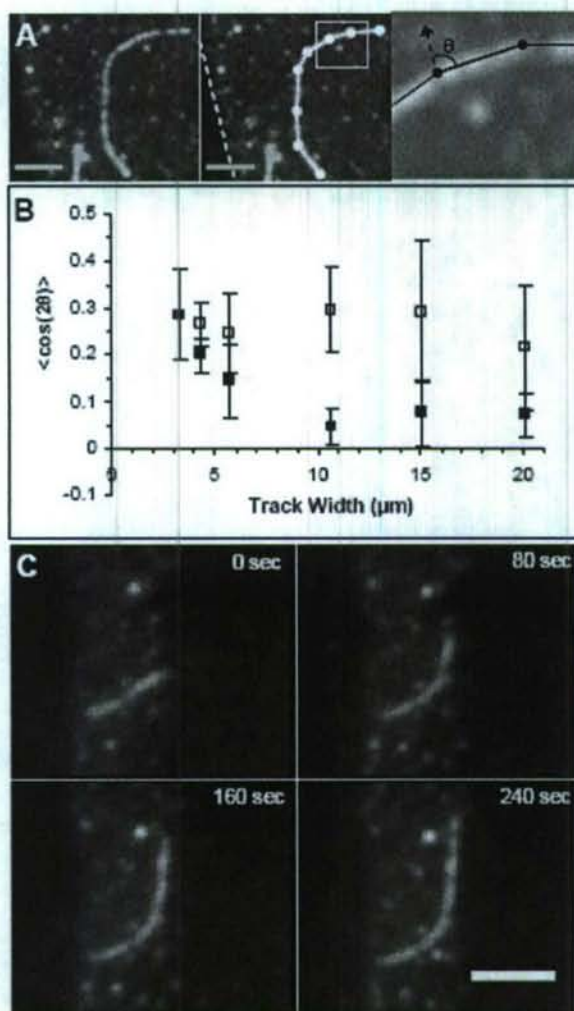 A
θ
B
0.5
0.4
0.3
0.2
0.1
0
-0.1
<cos(2θ)>
0 5 10 15 20
Track Width (µm)
C
0 sec
80 sec
160 sec
240 sec